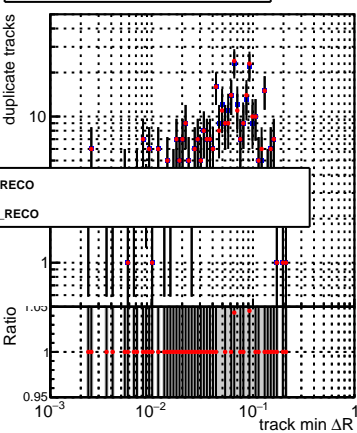 duplicate tracks
10
RECO
_RECO
1
Ratio
1.05
1
0.95
10⁻³
10⁻²
10⁻¹
1
track min ΔR